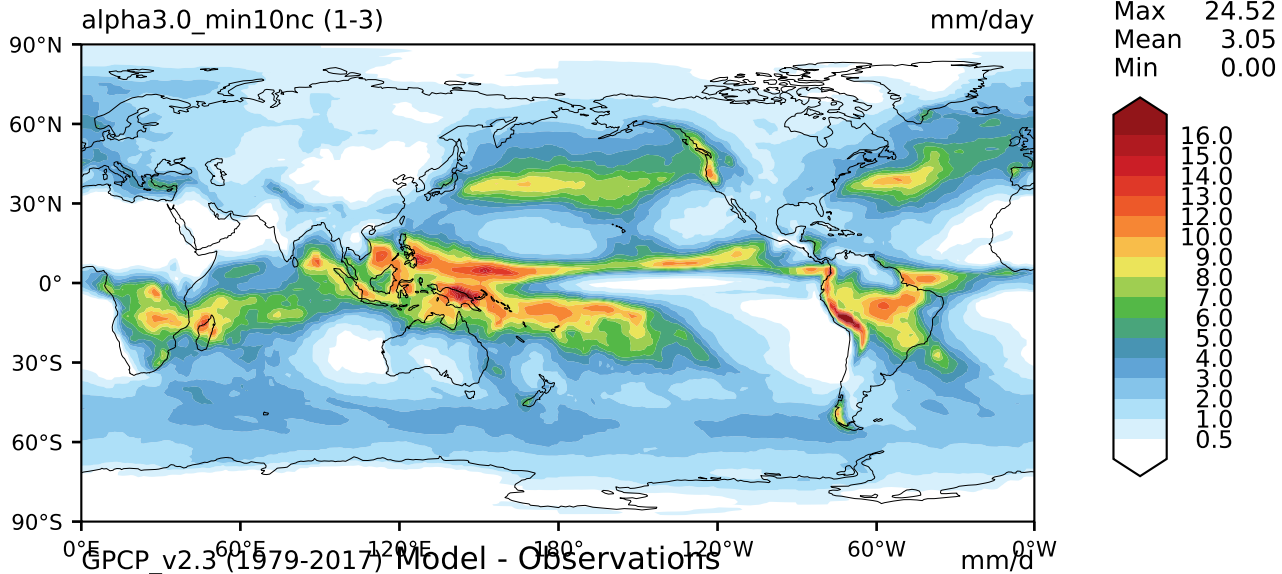 alpha3.0_min10nc (1-3) mm/day
Max 24.52
Mean 3.05
Min 0.00
90°N
60°N
30°N
0°
30°S
60°S
90°S
0°E 60°E 120°E 180° 120°W 60°W 0°W
GPCP_v2.3 (1979-2017) Model - Observations mm/d
16.0
15.0
14.0
13.0
12.0
10.0
9.0
8.0
7.0
6.0
5.0
4.0
3.0
2.0
1.0
0.5